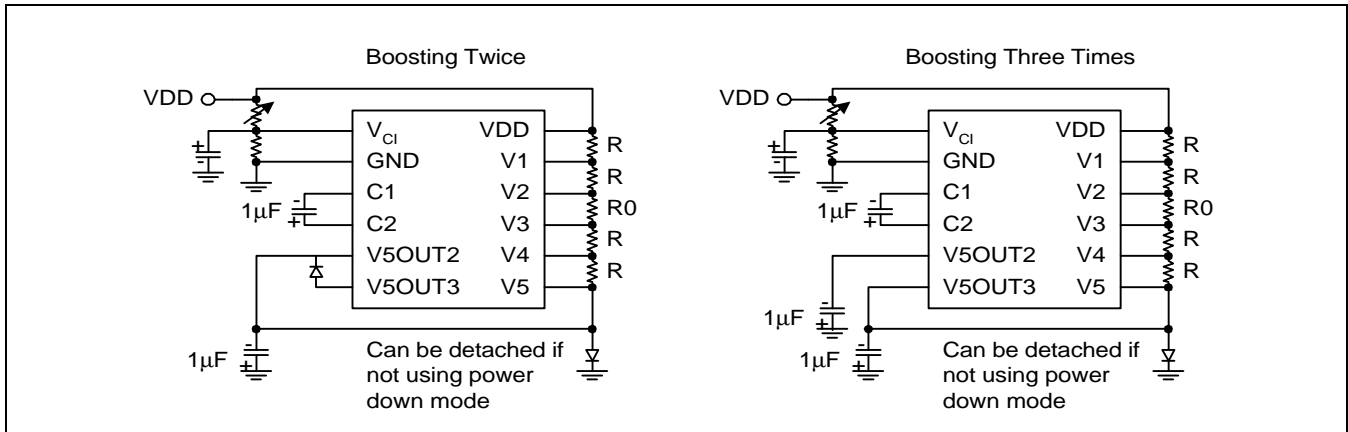 Boosting Twice
VDD
V_CI VDD
R
GND V1
R
C1 V2
- R0
1μF +
C2 V3
R
V5OUT2 V4
R
V5OUT3 V5
+
-
-
1μF +
Can be detached if
not using power
down mode
Boosting Three Times
VDD
V_CI VDD
R
GND V1
R
C1 V2
- R0
1μF +
C2 V3
R
V5OUT2 V4
R
V5OUT3 V5
+
-
-
1μF +
-
1μF +
Can be detached if
not using power
down mode